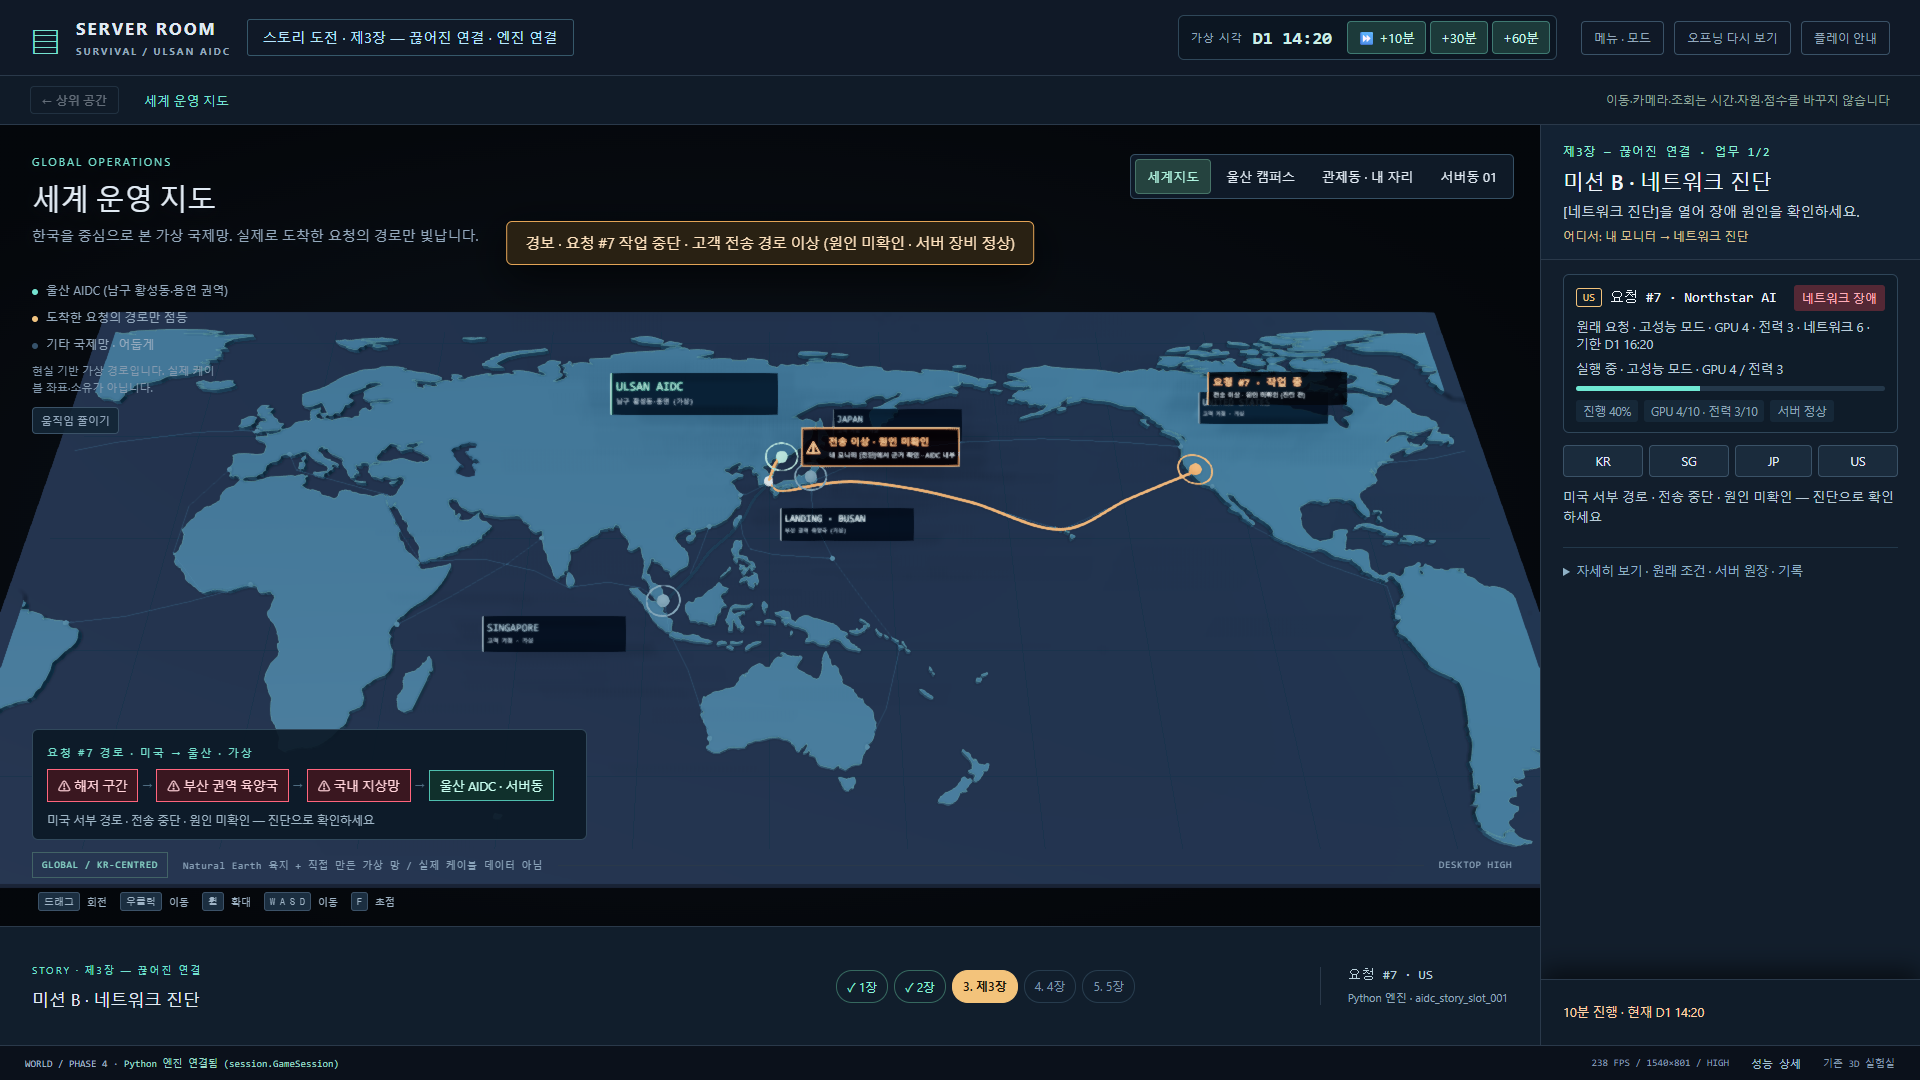 SERVER ROOM
SURVIVAL / ULSAN AIDC
스토리 도전 · 제3장 — 끊어진 연결 · 엔진 연결
가상 시각 D1 14:20 ⏩ +10분 +30분 +60분
메뉴 · 모드 오프닝 다시 보기 플레이 안내
← 상위 공간 세계 운영 지도
이동·카메라·조회는 시간·자원·점수를 바꾸지 않습니다
GLOBAL OPERATIONS
세계 운영 지도
한국을 중심으로 본 가상 국제망. 실제로 도착한 요청의 경로만 빛납니다.
세계지도 울산 캠퍼스 관제동 · 내 자리 서버동 01
경보 · 요청 #7 작업 중단 · 고객 전송 경로 이상 (원인 미확인 · 서버 장비 정상)
울산 AIDC (남구 황성동·용연 권역)
도착한 요청의 경로만 점등
기타 국제망 · 어둡게
현실 기반 가상 경로입니다. 실제 케이
블 좌표·소유가 아닙니다.
움직임 줄이기
ULSAN AIDC
남구 황성동·용연 (가상)
JAPAN
전송 이상 · 원인 미확인
요청 #7 · 작업 중
고객 거점 · 가상
LANDING · BUSAN
SINGAPORE
고객 거점 · 가상
요청 #7 경로 · 미국 → 울산 · 가상
⚠ 해저 구간 → ⚠ 부산 권역 육양국 → ⚠ 국내 지상망 → 울산 AIDC · 서버동
미국 서부 경로 · 전송 중단 · 원인 미확인 — 진단으로 확인하세요
GLOBAL / KR-CENTRED Natural Earth 육지 + 직접 만든 가상 망 / 실제 케이블 데이터 아님
DESKTOP HIGH
드래그 회전 우클릭 이동 휠 확대 W A S D 이동 F 초점
제3장 — 끊어진 연결 · 업무 1/2
미션 B · 네트워크 진단
[네트워크 진단]을 열어 장애 원인을 확인하세요.
어디서: 내 모니터 → 네트워크 진단
US 요청 #7 · Northstar AI 네트워크 장애
원래 요청 · 고성능 모드 · GPU 4 · 전력 3 · 네트워크 6 ·
기한 D1 16:20
실행 중 · 고성능 모드 · GPU 4 / 전력 3
진행 40% GPU 4/10 · 전력 3/10 서버 정상
KR SG JP US
미국 서부 경로 · 전송 중단 · 원인 미확인 — 진단으로 확인
하세요
▶ 자세히 보기 · 원래 조건 · 서버 원장 · 기록
10분 진행 · 현재 D1 14:20
STORY · 제3장 — 끊어진 연결
미션 B · 네트워크 진단
✓ 1장 ✓ 2장 3. 제3장 4. 4장 5. 5장
요청 #7 · US
Python 엔진 · aidc_story_slot_001
WORLD / PHASE 4 · Python 엔진 연결됨 (session.GameSession)
238 FPS / 1540×801 / HIGH 성능 상세 기존 3D 실험실